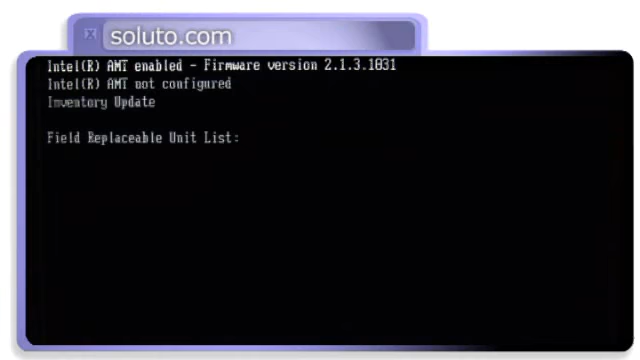 soluto.com
Intel(R) AMT enabled - Firmware version 2.1.3.1031
Intel(R) AMT not configured
Inventory Update
Field Replaceable Unit List: